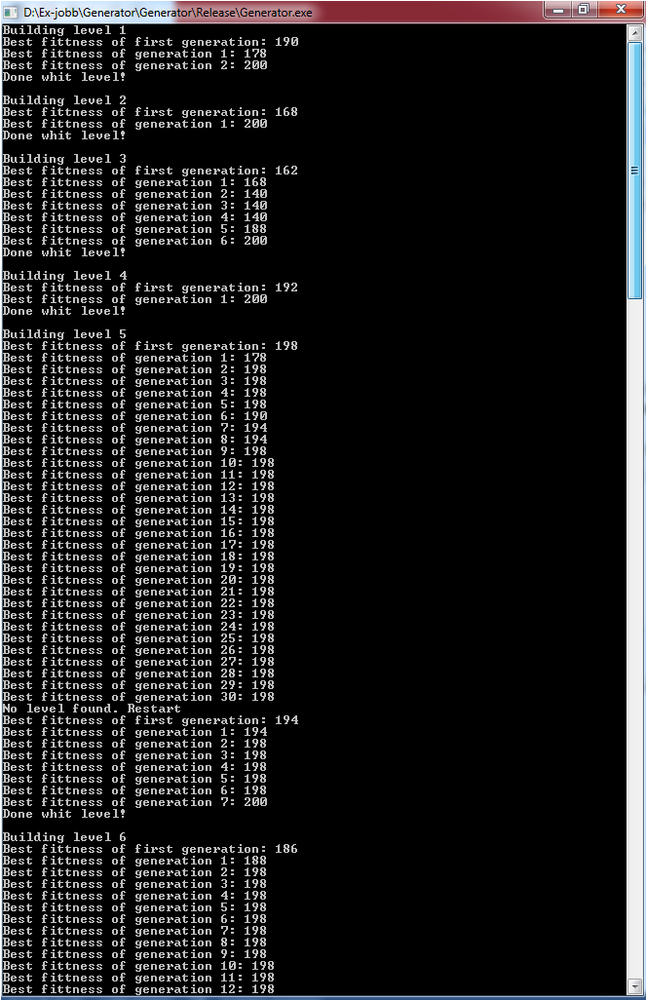 D:\Ex-jobb\Generator\Generator\Release\Generator.exe
Building level 1
Best fittness of first generation: 190
Best fittness of generation 1: 178
Best fittness of generation 2: 200
Done whit level!
Building level 2
Best fittness of first generation: 168
Best fittness of generation 1: 200
Done whit level!
Building level 3
Best fittness of first generation: 162
Best fittness of generation 1: 168
Best fittness of generation 2: 140
Best fittness of generation 3: 140
Best fittness of generation 4: 140
Best fittness of generation 5: 188
Best fittness of generation 6: 200
Done whit level!
Building level 4
Best fittness of first generation: 192
Best fittness of generation 1: 200
Done whit level!
Building level 5
Best fittness of first generation: 198
Best fittness of generation 1: 178
Best fittness of generation 2: 198
Best fittness of generation 3: 198
Best fittness of generation 4: 198
Best fittness of generation 5: 198
Best fittness of generation 6: 190
Best fittness of generation 7: 194
Best fittness of generation 8: 194
Best fittness of generation 9: 198
Best fittness of generation 10: 198
Best fittness of generation 11: 198
Best fittness of generation 12: 198
Best fittness of generation 13: 198
Best fittness of generation 14: 198
Best fittness of generation 15: 198
Best fittness of generation 16: 198
Best fittness of generation 17: 198
Best fittness of generation 18: 198
Best fittness of generation 19: 198
Best fittness of generation 20: 198
Best fittness of generation 21: 198
Best fittness of generation 22: 198
Best fittness of generation 23: 198
Best fittness of generation 24: 198
Best fittness of generation 25: 198
Best fittness of generation 26: 198
Best fittness of generation 27: 198
Best fittness of generation 28: 198
Best fittness of generation 29: 198
Best fittness of generation 30: 198
No level found. Restart
Best fittness of first generation: 194
Best fittness of generation 1: 194
Best fittness of generation 2: 198
Best fittness of generation 3: 198
Best fittness of generation 4: 198
Best fittness of generation 5: 198
Best fittness of generation 6: 198
Best fittness of generation 7: 200
Done whit level!
Building level 6
Best fittness of first generation: 186
Best fittness of generation 1: 188
Best fittness of generation 2: 198
Best fittness of generation 3: 198
Best fittness of generation 4: 198
Best fittness of generation 5: 198
Best fittness of generation 6: 198
Best fittness of generation 7: 198
Best fittness of generation 8: 198
Best fittness of generation 9: 198
Best fittness of generation 10: 198
Best fittness of generation 11: 198
Best fittness of generation 12: 198